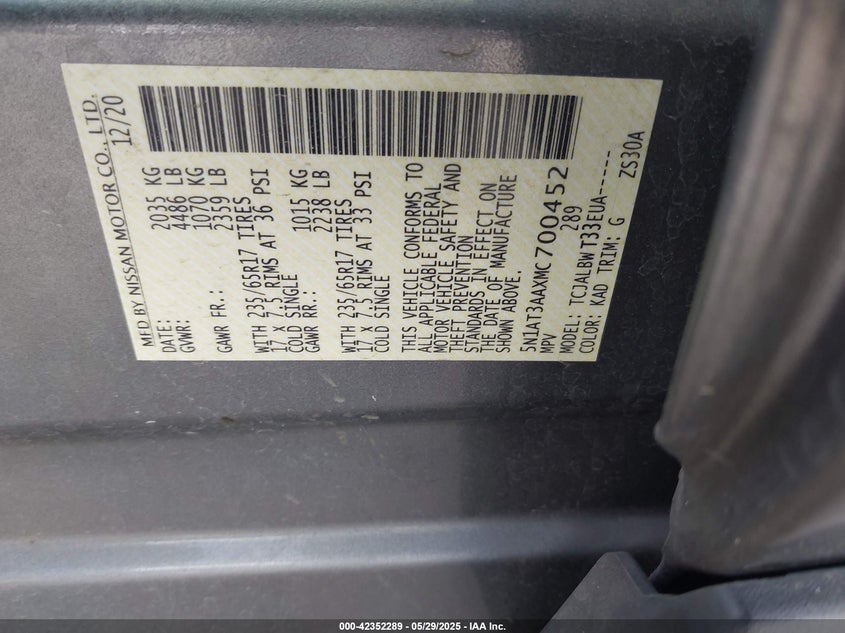 MFD BY NISSAN MOTOR CO., LTD.
DATE: 12/20
GVWR: 2035 KG
4486 LB
GAWR FR.: 1070 KG
2359 LB
WITH 235/65R17 TIRES
17 X 7.5 RIMS AT 36 PSI
COLD SINGLE
GAWR RR.: 1015 KG
2238 LB
WITH 235/65R17 TIRES
17 X 7.5 RIMS AT 33 PSI
COLD SINGLE
THIS VEHICLE CONFORMS TO
ALL APPLICABLE FEDERAL
MOTOR VEHICLE SAFETY AND
THEFT PREVENTION
STANDARDS IN EFFECT ON
THE DATE OF MANUFACTURE
SHOWN ABOVE.
5N1AT3AAXMC700452
MPV 289
MODEL: TCJALBWT33EUA-----
COLOR: KAD TRIM: G ZS30A
000-42352289 - 05/29/2025 - IAA Inc.